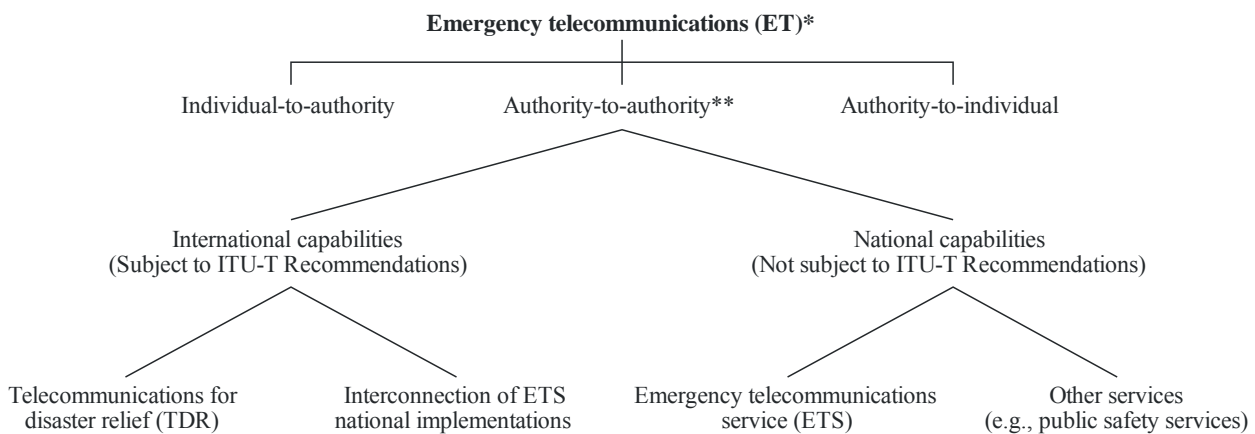 Emergency telecommunications (ET)*
Individual-to-authority
Authority-to-authority**
Authority-to-individual
International capabilities
(Subject to ITU-T Recommendations)
National capabilities
(Not subject to ITU-T Recommendations)
Telecommunications for
disaster relief (TDR)
Interconnection of ETS
national implementations
Emergency telecommunications
service (ETS)
Other services
(e.g., public safety services)